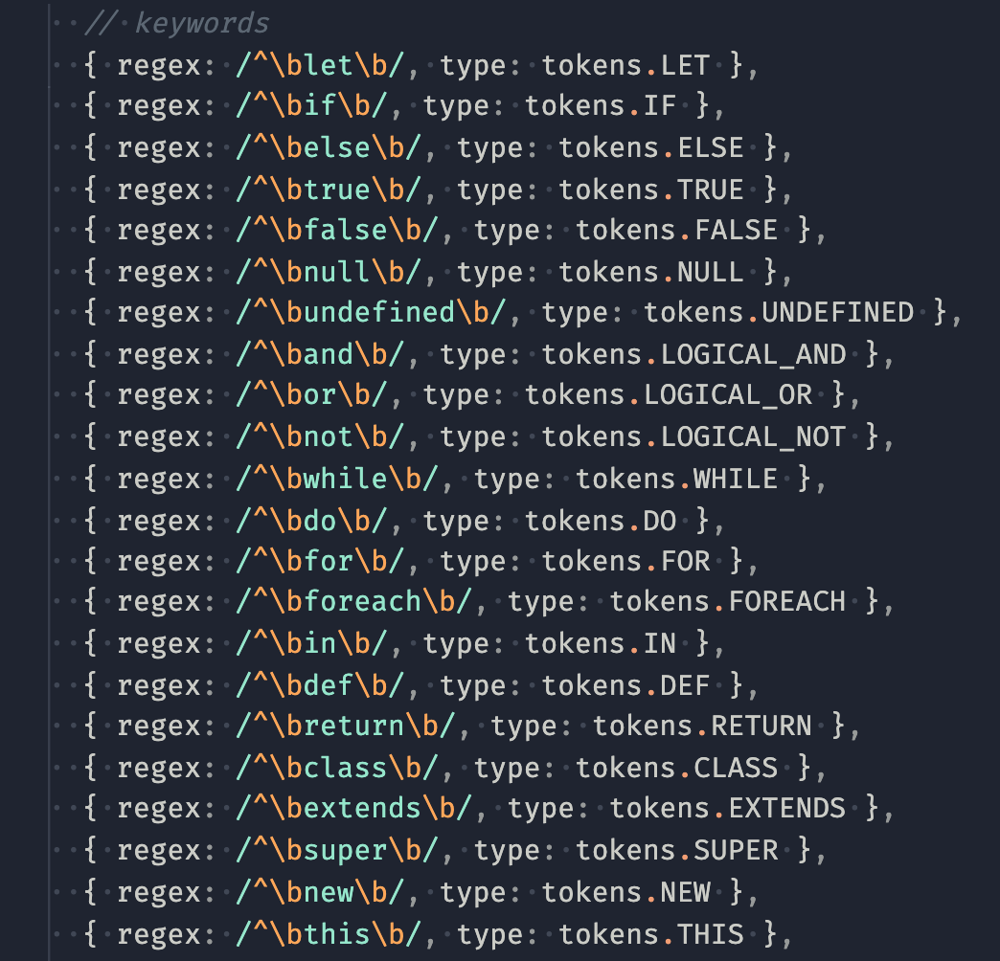 // keywords
{ regex: /^\blet\b/, type: tokens.LET },
{ regex: /^\bif\b/, type: tokens.IF },
{ regex: /^\belse\b/, type: tokens.ELSE },
{ regex: /^\btrue\b/, type: tokens.TRUE },
{ regex: /^\bfalse\b/, type: tokens.FALSE },
{ regex: /^\bnull\b/, type: tokens.NULL },
{ regex: /^\bundefined\b/, type: tokens.UNDEFINED },
{ regex: /^\band\b/, type: tokens.LOGICAL_AND },
{ regex: /^\bor\b/, type: tokens.LOGICAL_OR },
{ regex: /^\bnot\b/, type: tokens.LOGICAL_NOT },
{ regex: /^\bwhile\b/, type: tokens.WHILE },
{ regex: /^\bdo\b/, type: tokens.DO },
{ regex: /^\bfor\b/, type: tokens.FOR },
{ regex: /^\bforeach\b/, type: tokens.FOREACH },
{ regex: /^\bin\b/, type: tokens.IN },
{ regex: /^\bdef\b/, type: tokens.DEF },
{ regex: /^\breturn\b/, type: tokens.RETURN },
{ regex: /^\bclass\b/, type: tokens.CLASS },
{ regex: /^\bextends\b/, type: tokens.EXTENDS },
{ regex: /^\bsuper\b/, type: tokens.SUPER },
{ regex: /^\bnew\b/, type: tokens.NEW },
{ regex: /^\bthis\b/, type: tokens.THIS },